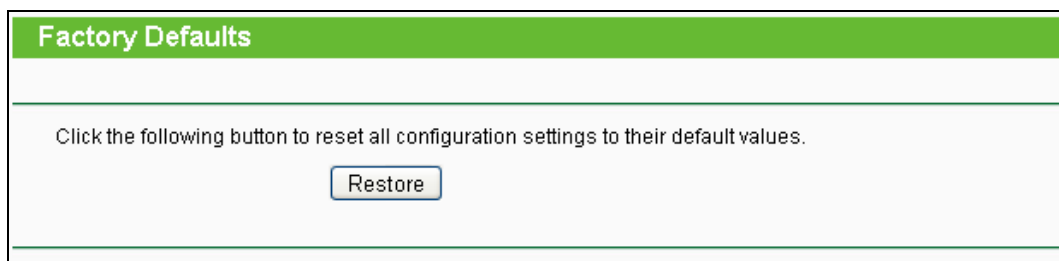 Factory Defaults
Click the following button to reset all configuration settings to their default values.
Restore